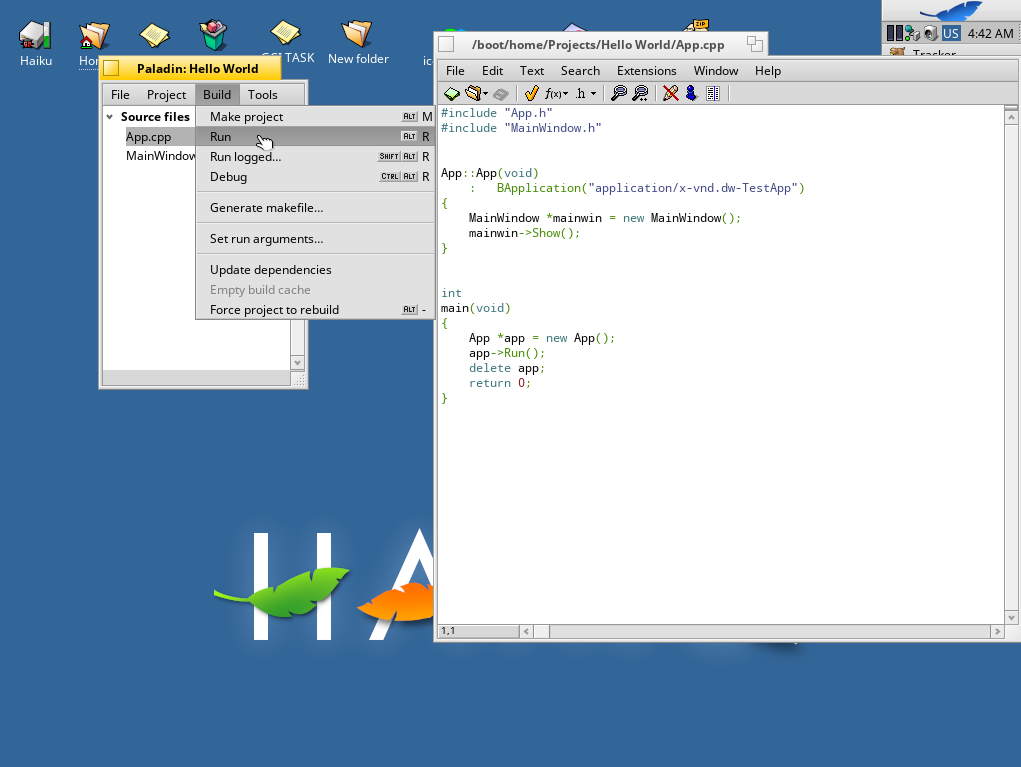 Haiku
GCI TASK
New folder
ZIP
US
4:42 AM
Tracker
Paladin: Hello World
File Project Build Tools
Source files
App.cpp
MainWindow
Make project ALT M
Run ALT R
Run logged... SHIFT ALT R
Debug CTRL ALT R
Generate makefile...
Set run arguments...
Update dependencies
Empty build cache
Force project to rebuild ALT -
/boot/home/Projects/Hello World/App.cpp
File Edit Text Search Extensions Window Help
f(x) .h
#include "App.h"
#include "MainWindow.h"
App::App(void)
: BApplication("application/x-vnd.dw-TestApp")
{
MainWindow *mainwin = new MainWindow();
mainwin->Show();
}
int
main(void)
{
App *app = new App();
app->Run();
delete app;
return 0;
}
1,1
HA